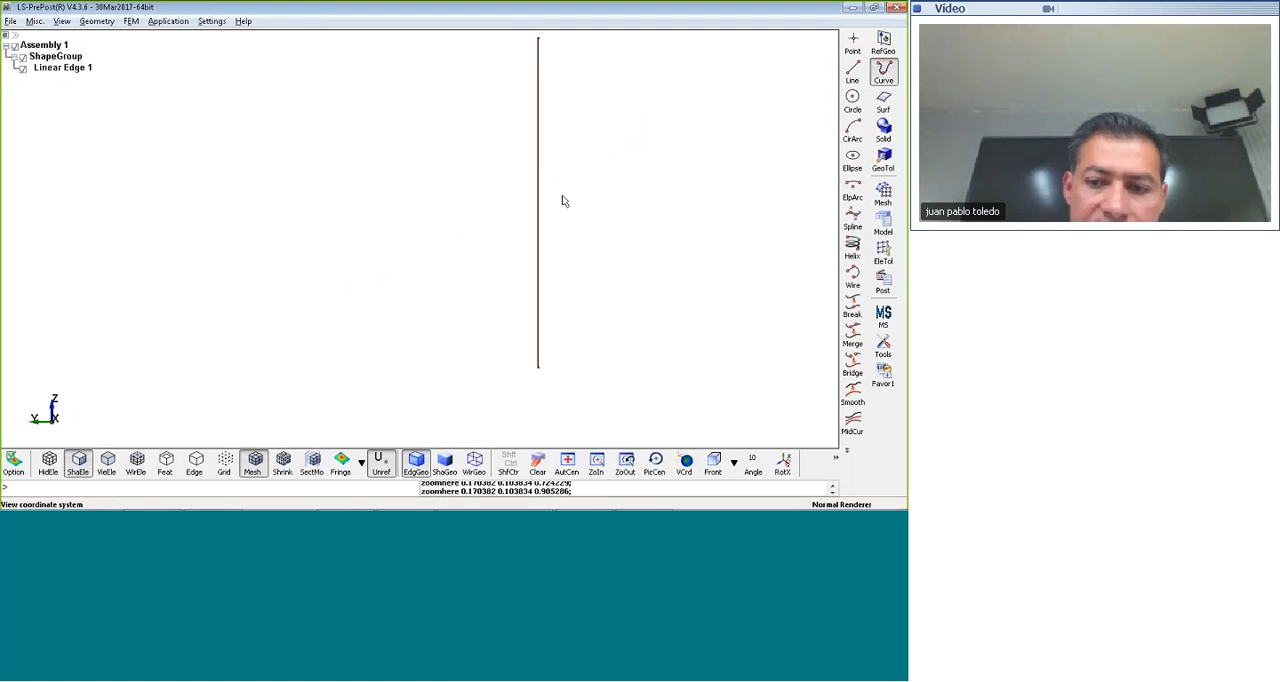 LS-PrePost(R) V4.3.6 - 30Mar2017-64bit
File Misc. View Geometry FEM Application Settings Help
Assembly 1
ShapeGroup
Linear Edge 1
Z
Y X
Point RefGeo
Line Curve
Circle Surf
CirArc Solid
Ellipse GeoTol
ElpArc Mesh
Spline Model
Helix EleTol
Wire Post
Break MS
Merge Tools
Bridge Favor1
Smooth
MidCur
Option HidEle ShaEle VieEle WirEle Feat Edge Grid Mesh Shrink SectMo Fringe Unref EdgGeo ShaGeo WirGeo ShfCtr Clear AutCen ZoIn ZoOut PicCen VCrd Front Angle RotX
Shft
Ctrl
10
zoomhere 0.170382 0.103834 0.724229;
>
zoomhere 0.170382 0.103834 0.905286;
View coordinate system
Normal Renderer
Vídeo
juan pablo toledo